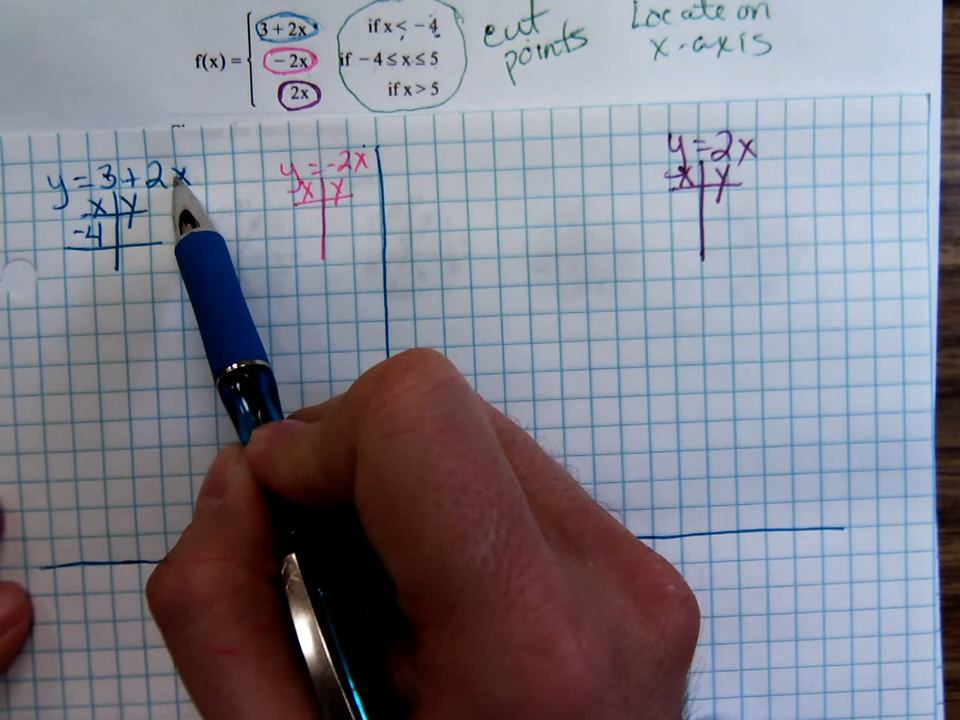 3 + 2x if x < - 4
f(x) = { - 2x if - 4 ≤ x ≤ 5
2x if x > 5
cut
points
Locate on
x-axis
y = 3 + 2x
x y
-4
y = -2x
x y
y = 2x
x y